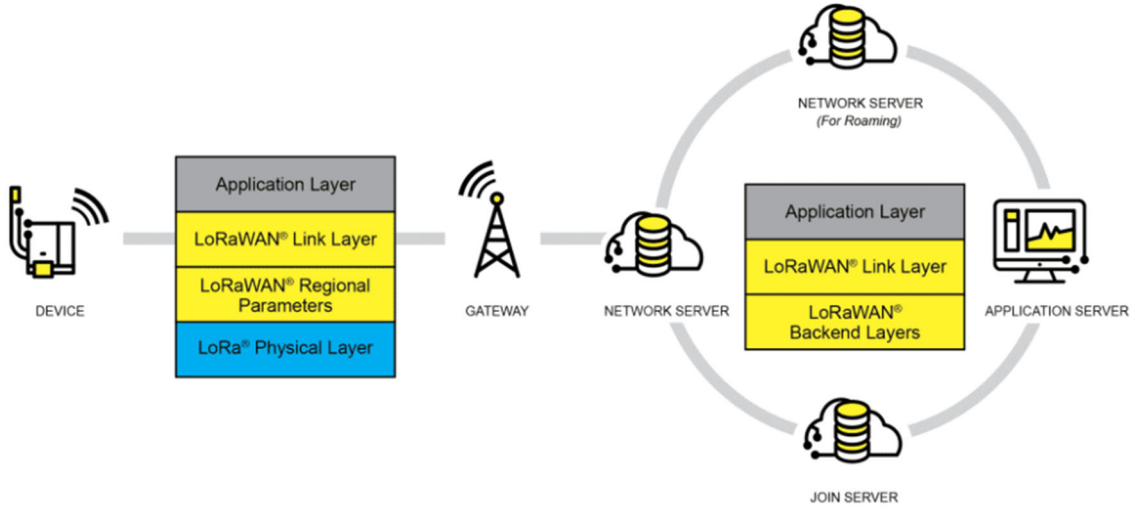 NETWORK SERVER
(For Roaming)
Application Layer
LoRaWAN® Link Layer
LoRaWAN® Regional
Parameters
LoRa® Physical Layer
DEVICE
GATEWAY
NETWORK SERVER
Application Layer
LoRaWAN® Link Layer
LoRaWAN®
Backend Layers
APPLICATION SERVER
JOIN SERVER